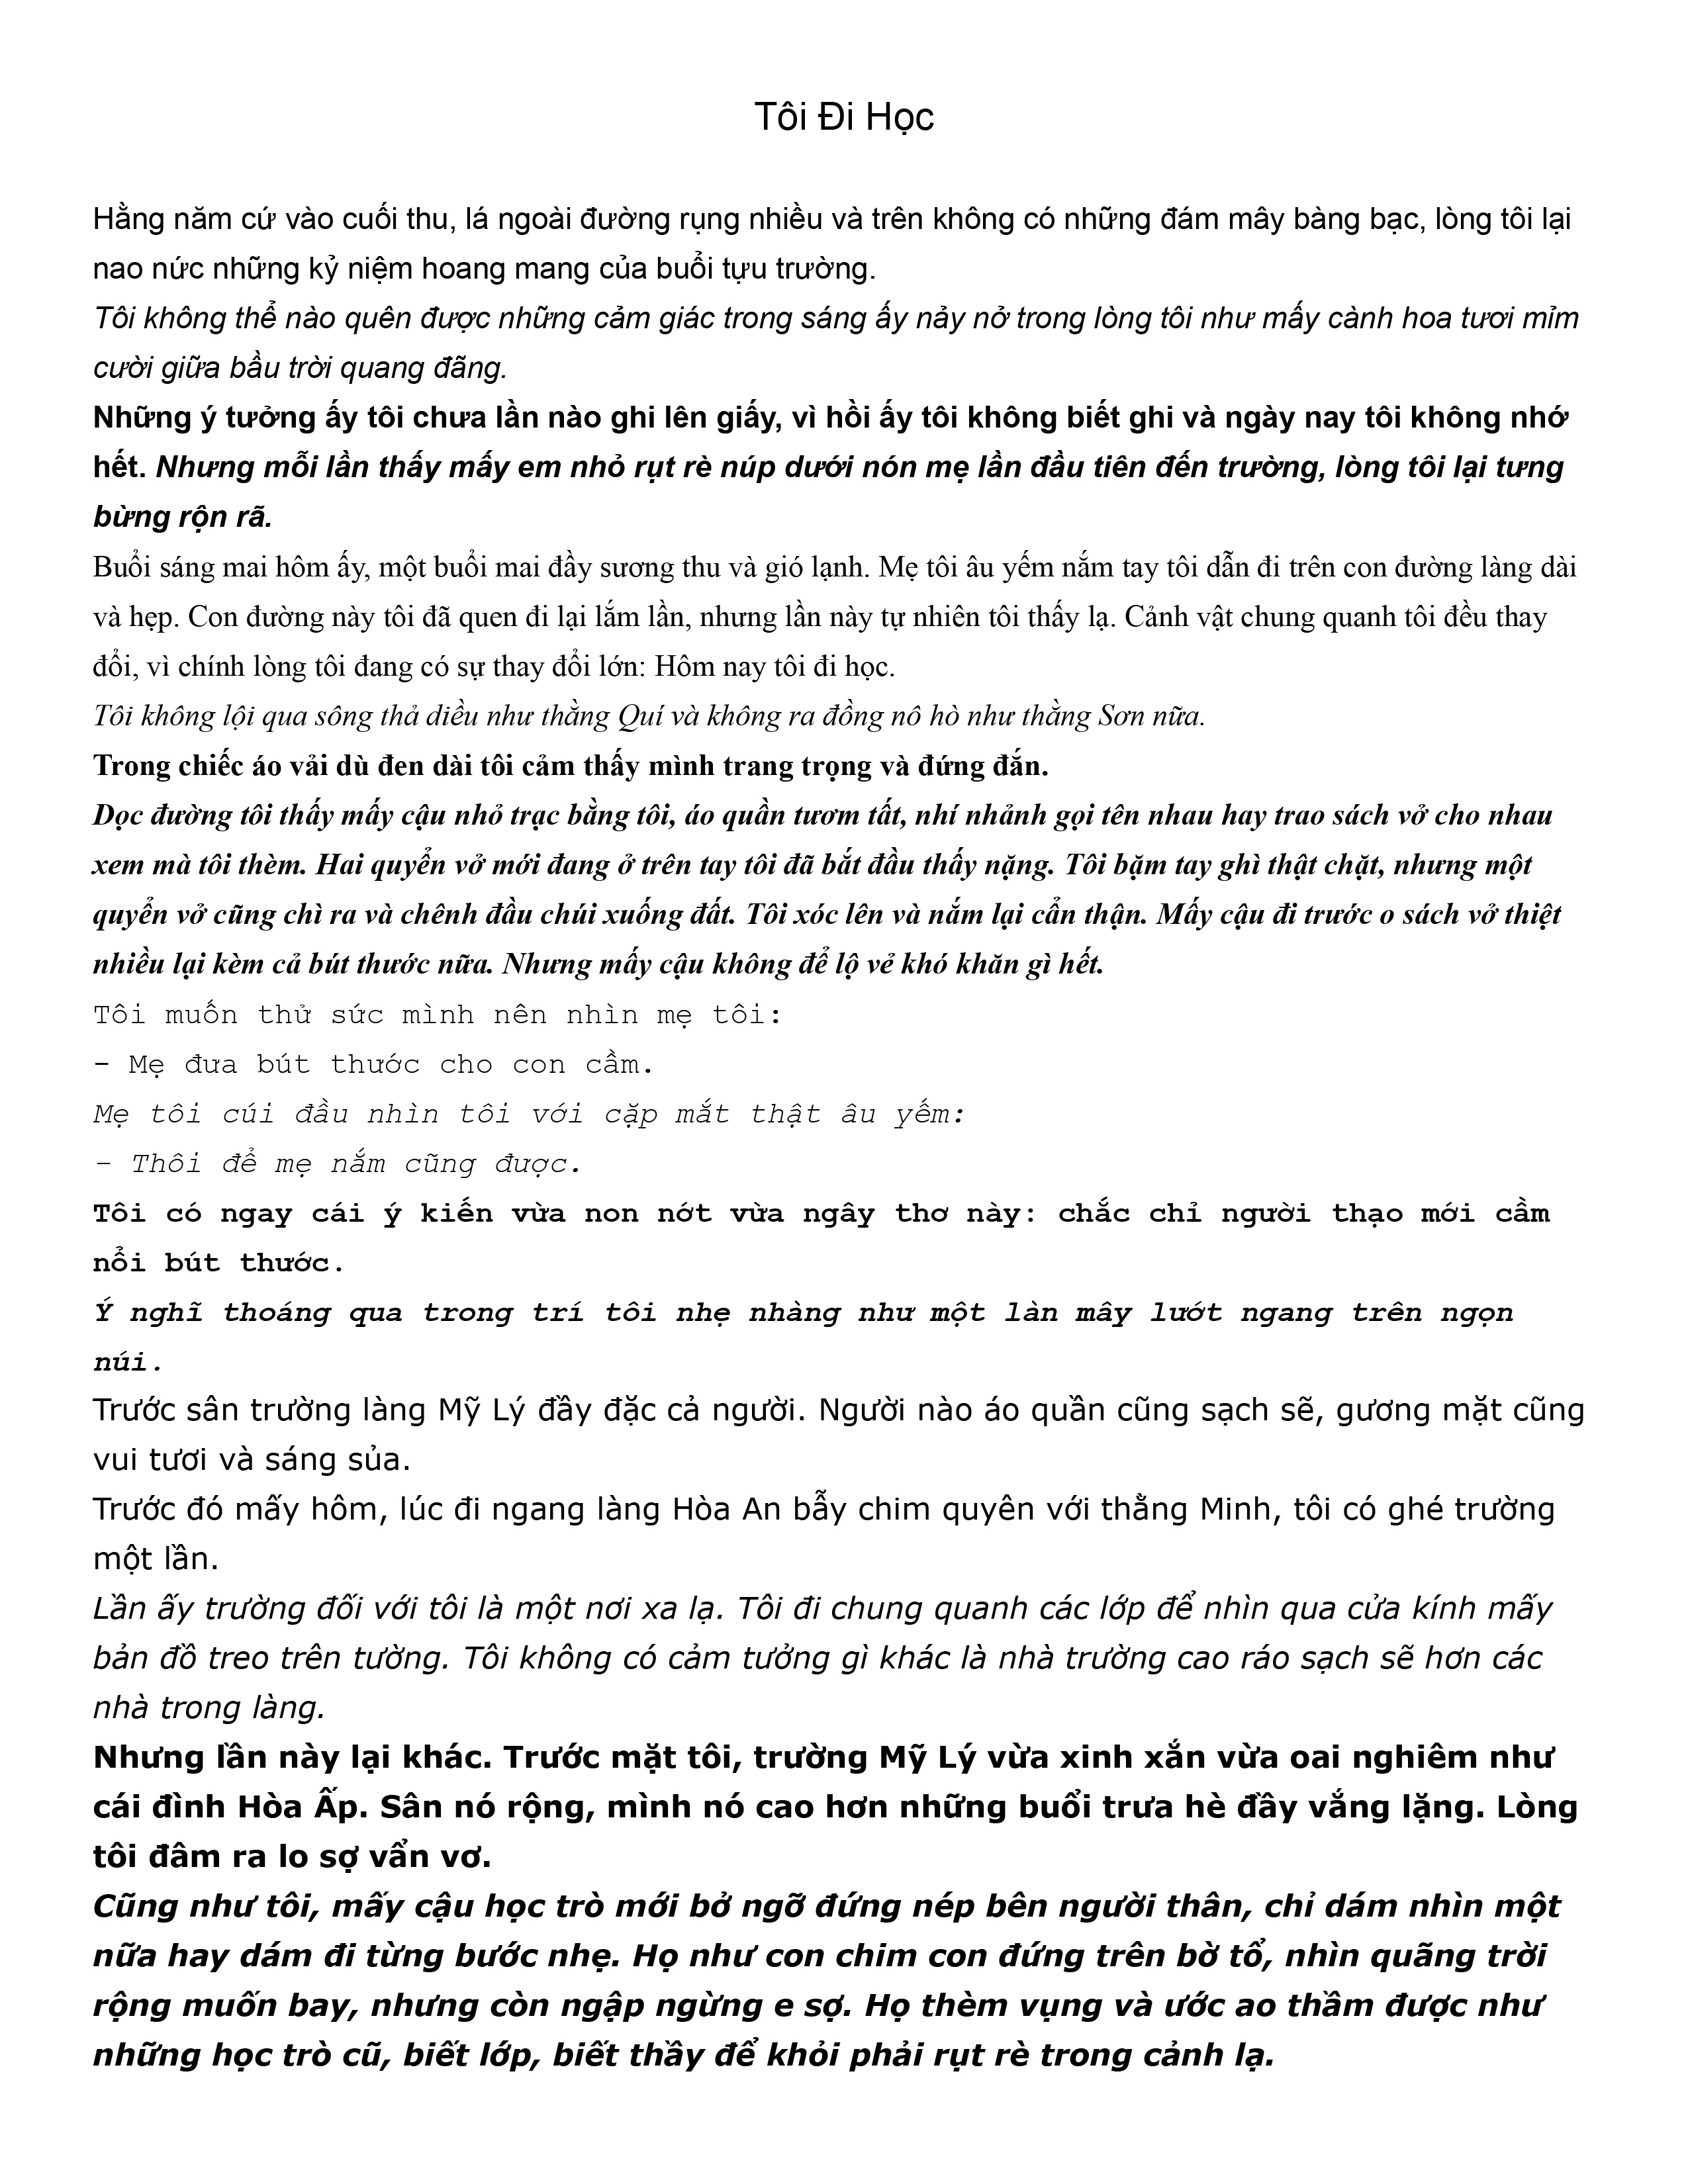 Tôi Đi Học
Hằng năm cứ vào cuối thu, lá ngoài đường rụng nhiều và trên không có những đám mây bàng bạc, lòng tôi lại
nao nức những kỷ niệm hoang mang của buổi tựu trường.
Tôi không thể nào quên được những cảm giác trong sáng ấy nảy nở trong lòng tôi như mấy cành hoa tươi mỉm
cười giữa bầu trời quang đãng.
Những ý tưởng ấy tôi chưa lần nào ghi lên giấy, vì hồi ấy tôi không biết ghi và ngày nay tôi không nhớ
hết. Nhưng mỗi lần thấy mấy em nhỏ rụt rè núp dưới nón mẹ lần đầu tiên đến trường, lòng tôi lại tưng
bừng rộn rã.
Buổi sáng mai hôm ấy, một buổi mai đầy sương thu và gió lạnh. Mẹ tôi âu yếm nắm tay tôi dẫn đi trên con đường làng dài
và hẹp. Con đường này tôi đã quen đi lại lắm lần, nhưng lần này tự nhiên tôi thấy lạ. Cảnh vật chung quanh tôi đều thay
đổi, vì chính lòng tôi đang có sự thay đổi lớn: Hôm nay tôi đi học.
Tôi không lội qua sông thả diều như thằng Quí và không ra đồng nô hò như thằng Sơn nữa.
Trong chiếc áo vải dù đen dài tôi cảm thấy mình trang trọng và đứng đắn.
Dọc đường tôi thấy mấy cậu nhỏ trạc bằng tôi, áo quần tươm tất, nhí nhảnh gọi tên nhau hay trao sách vở cho nhau
xem mà tôi thèm. Hai quyển vở mới đang ở trên tay tôi đã bắt đầu thấy nặng. Tôi bặm tay ghì thật chặt, nhưng một
quyển vở cũng chì ra và chênh đầu chúi xuống đất. Tôi xóc lên và nắm lại cẩn thận. Mấy cậu đi trước o sách vở thiệt
nhiều lại kèm cả bút thước nữa. Nhưng mấy cậu không để lộ vẻ khó khăn gì hết.
Tôi muốn thử sức mình nên nhìn mẹ tôi:
- Mẹ đưa bút thước cho con cầm.
Mẹ tôi cúi đầu nhìn tôi với cặp mắt thật âu yếm:
- Thôi để mẹ nắm cũng được.
Tôi có ngay cái ý kiến vừa non nớt vừa ngây thơ này: chắc chỉ người thạo mới cầm
nổi bút thước.
Ý nghĩ thoáng qua trong trí tôi nhẹ nhàng như một làn mây lướt ngang trên ngọn
núi.
Trước sân trường làng Mỹ Lý đầy đặc cả người. Người nào áo quần cũng sạch sẽ, gương mặt cũng
vui tươi và sáng sủa.
Trước đó mấy hôm, lúc đi ngang làng Hòa An bẫy chim quyên với thằng Minh, tôi có ghé trường
một lần.
Lần ấy trường đối với tôi là một nơi xa lạ. Tôi đi chung quanh các lớp để nhìn qua cửa kính mấy
bản đồ treo trên tường. Tôi không có cảm tưởng gì khác là nhà trường cao ráo sạch sẽ hơn các
nhà trong làng.
Nhưng lần này lại khác. Trước mặt tôi, trường Mỹ Lý vừa xinh xắn vừa oai nghiêm như
cái đình Hòa Ấp. Sân nó rộng, mình nó cao hơn những buổi trưa hè đầy vắng lặng. Lòng
tôi đâm ra lo sợ vẩn vơ.
Cũng như tôi, mấy cậu học trò mới bở ngỡ đứng nép bên người thân, chỉ dám nhìn một
nữa hay dám đi từng bước nhẹ. Họ như con chim con đứng trên bờ tổ, nhìn quãng trời
rộng muốn bay, nhưng còn ngập ngừng e sợ. Họ thèm vụng và ước ao thầm được như
những học trò cũ, biết lớp, biết thầy để khỏi phải rụt rè trong cảnh lạ.